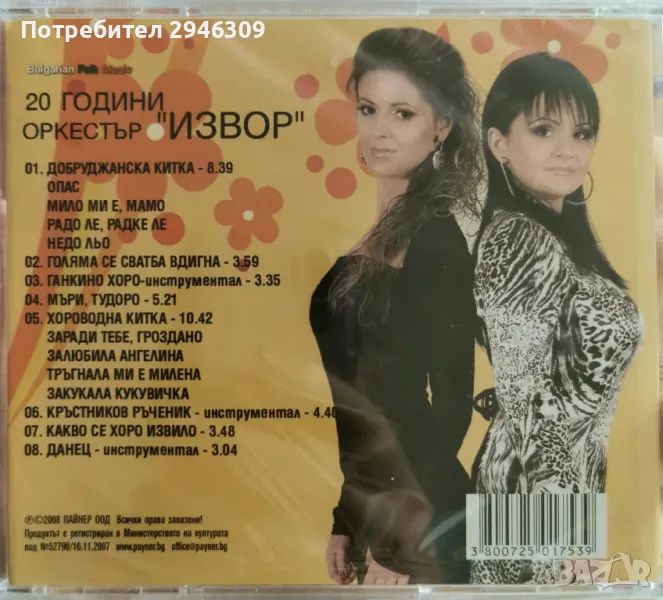 Потребител 2946309
Bulgarian Folk Music
20 ГОДИНИ
ОРКЕСТЪР "ИЗВОР"
01. ДОБРУДЖАНСКА КИТКА - 8.39
ОПАС
МИЛО МИ Е, МАМО
РАДО ЛЕ, РАДКЕ ЛЕ
НЕДО ЛЬО
02. ГОЛЯМА СЕ СВАТБА ВДИГНА - 3.59
03. ГАНКИНО ХОРО-инструментал - 3.35
04. МЪРИ, ТУДОРО - 5.21
05. ХОРОВОДНА КИТКА - 10.42
ЗАРАДИ ТЕБЕ, ГРОЗДАНО
ЗАЛЮБИЛА АНГЕЛИНА
ТРЪГНАЛА МИ Е МИЛЕНА
ЗАКУКАЛА КУКУВИЧКА
06. КРЪСТНИКОВ РЪЧЕНИК - инструментал - 4.40
07. КАКВО СЕ ХОРО ИЗВИЛО - 3.48
08. ДАНЕЦ - инструментал - 3.04
℗©2008 ПАЙНЕР ООД Всички права запазени!
Продуктът е регистриран в Министерството на културата
под №52796/16.11.2007 www.payner.bg office@payner.bg
3 800725 017539
BAZAR